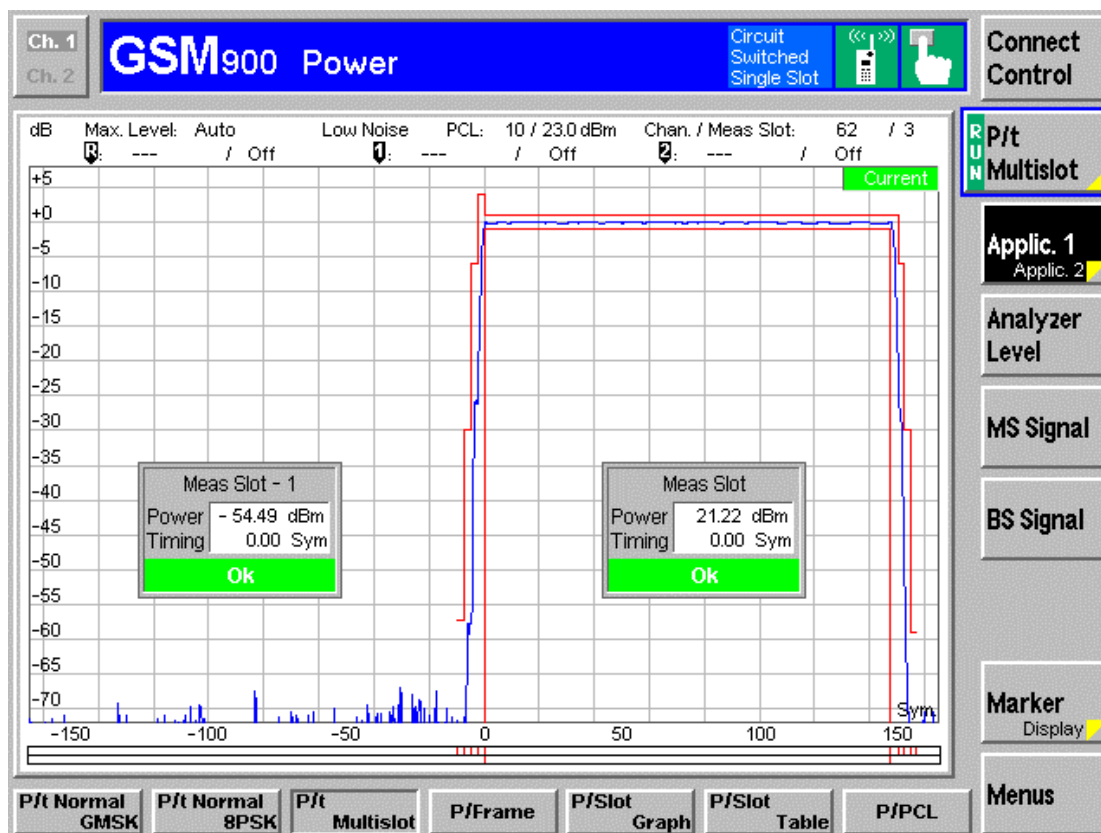 Ch. 1
Ch. 2
GSM900 Power
Circuit
Switched
Single Slot
Connect
Control
dB Max. Level: Auto Low Noise PCL: 10 / 23.0 dBm Chan. / Meas Slot: 62 / 3
R: --- / Off 1: --- / Off 2: --- / Off
RUN
P/t
Multislot
+5
Current
+0
-5
-10
-15
-20
-25
-30
-35
-40
-45
-50
-55
-60
-65
-70
Applic. 1
Applic. 2
Analyzer
Level
MS Signal
BS Signal
Meas Slot - 1
Power - 54.49 dBm
Timing 0.00 Sym
Ok
Meas Slot
Power 21.22 dBm
Timing 0.00 Sym
Ok
Sym
-150 -100 -50 0 50 100 150
Marker
Display
Menus
P/t Normal
GMSK
P/t Normal
8PSK
P/t
Multislot
P/Frame
P/Slot
Graph
P/Slot
Table
P/PCL